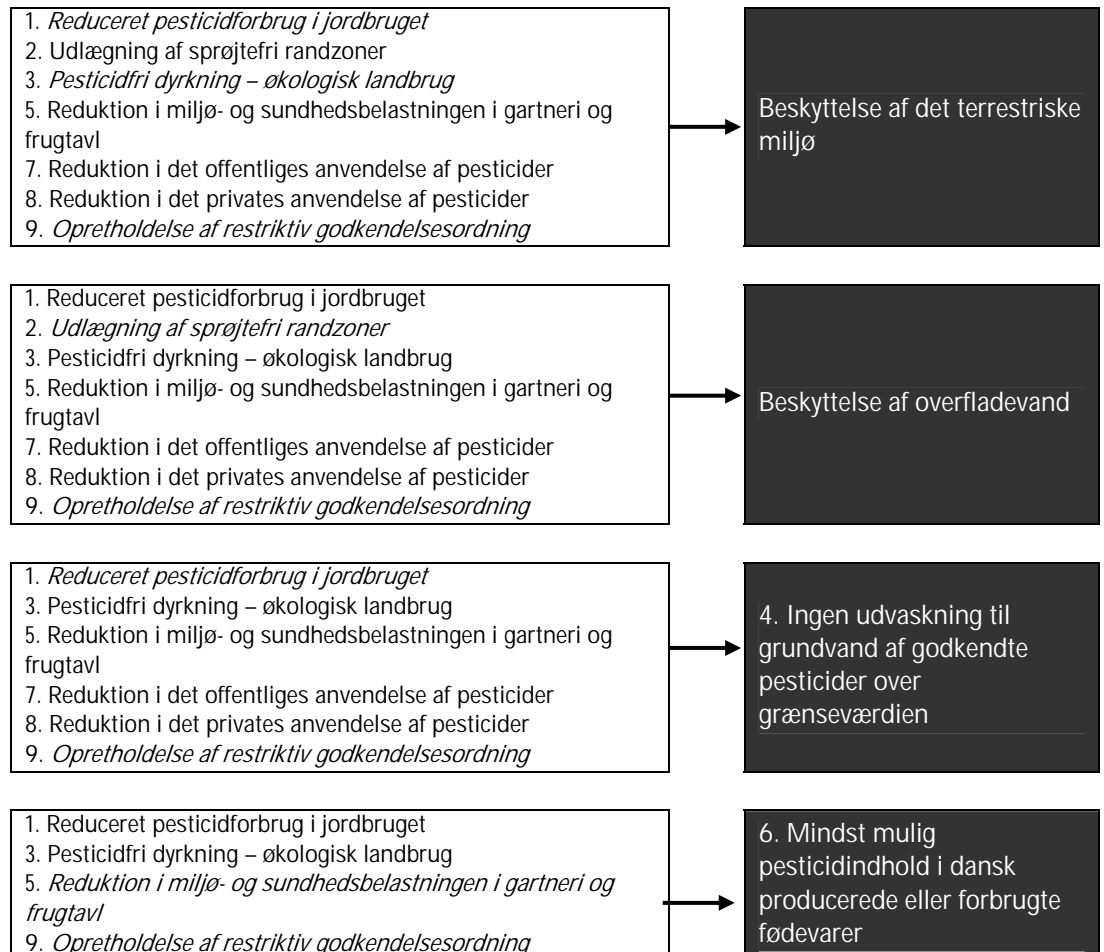 1. Reduceret pesticidforbrug i jordbruget
2. Udlægning af sprøjtefri randzoner
3. Pesticidfri dyrkning – økologisk landbrug
5. Reduktion i miljø- og sundhedsbelastningen i gartneri og
frugtavl
7. Reduktion i det offentliges anvendelse af pesticider
8. Reduktion i det privates anvendelse af pesticider
9. Opretholdelse af restriktiv godkendelsesordning
Beskyttelse af det terrestriske
miljø
1. Reduceret pesticidforbrug i jordbruget
2. Udlægning af sprøjtefri randzoner
3. Pesticidfri dyrkning – økologisk landbrug
5. Reduktion i miljø- og sundhedsbelastningen i gartneri og
frugtavl
7. Reduktion i det offentliges anvendelse af pesticider
8. Reduktion i det privates anvendelse af pesticider
9. Opretholdelse af restriktiv godkendelsesordning
Beskyttelse af overfladevand
1. Reduceret pesticidforbrug i jordbruget
3. Pesticidfri dyrkning – økologisk landbrug
5. Reduktion i miljø- og sundhedsbelastningen i gartneri og
frugtavl
7. Reduktion i det offentliges anvendelse af pesticider
8. Reduktion i det privates anvendelse af pesticider
9. Opretholdelse af restriktiv godkendelsesordning
4. Ingen udvaskning til
grundvand af godkendte
pesticider over
grænseværdien
1. Reduceret pesticidforbrug i jordbruget
3. Pesticidfri dyrkning – økologisk landbrug
5. Reduktion i miljø- og sundhedsbelastningen i gartneri og
frugtavl
9. Opretholdelse af restriktiv godkendelsesordning
6. Mindst mulig
pesticidindhold i dansk
producerede eller forbrugte
fødevarer